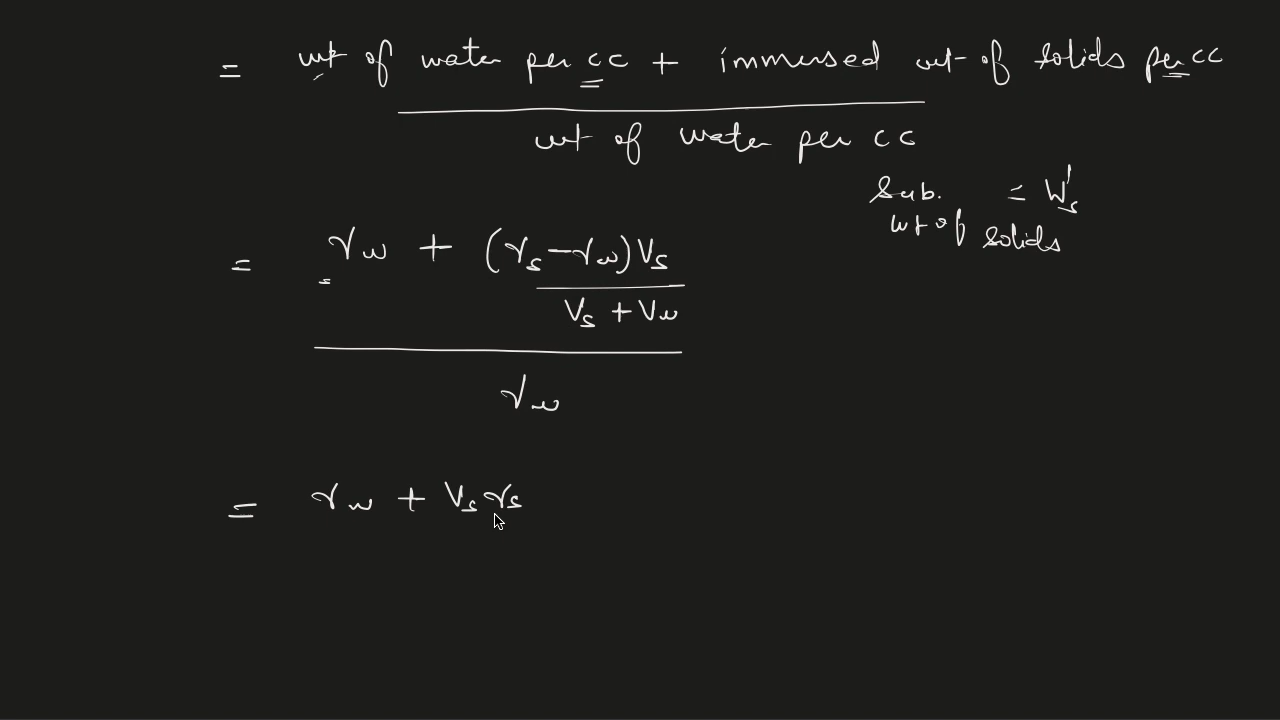 = wt of water per cc + immersed wt of solids per cc
wt of water per cc
Sub. wt of solids = W's
= γw + (γs - γw)Vs
Vs + Vw
γw
= γw + Vsγs